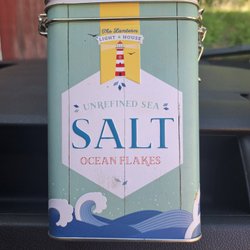 The Lantern
LIGHT & HOUSE
UNREFINED SEA
SALT
OCEAN FLAKES